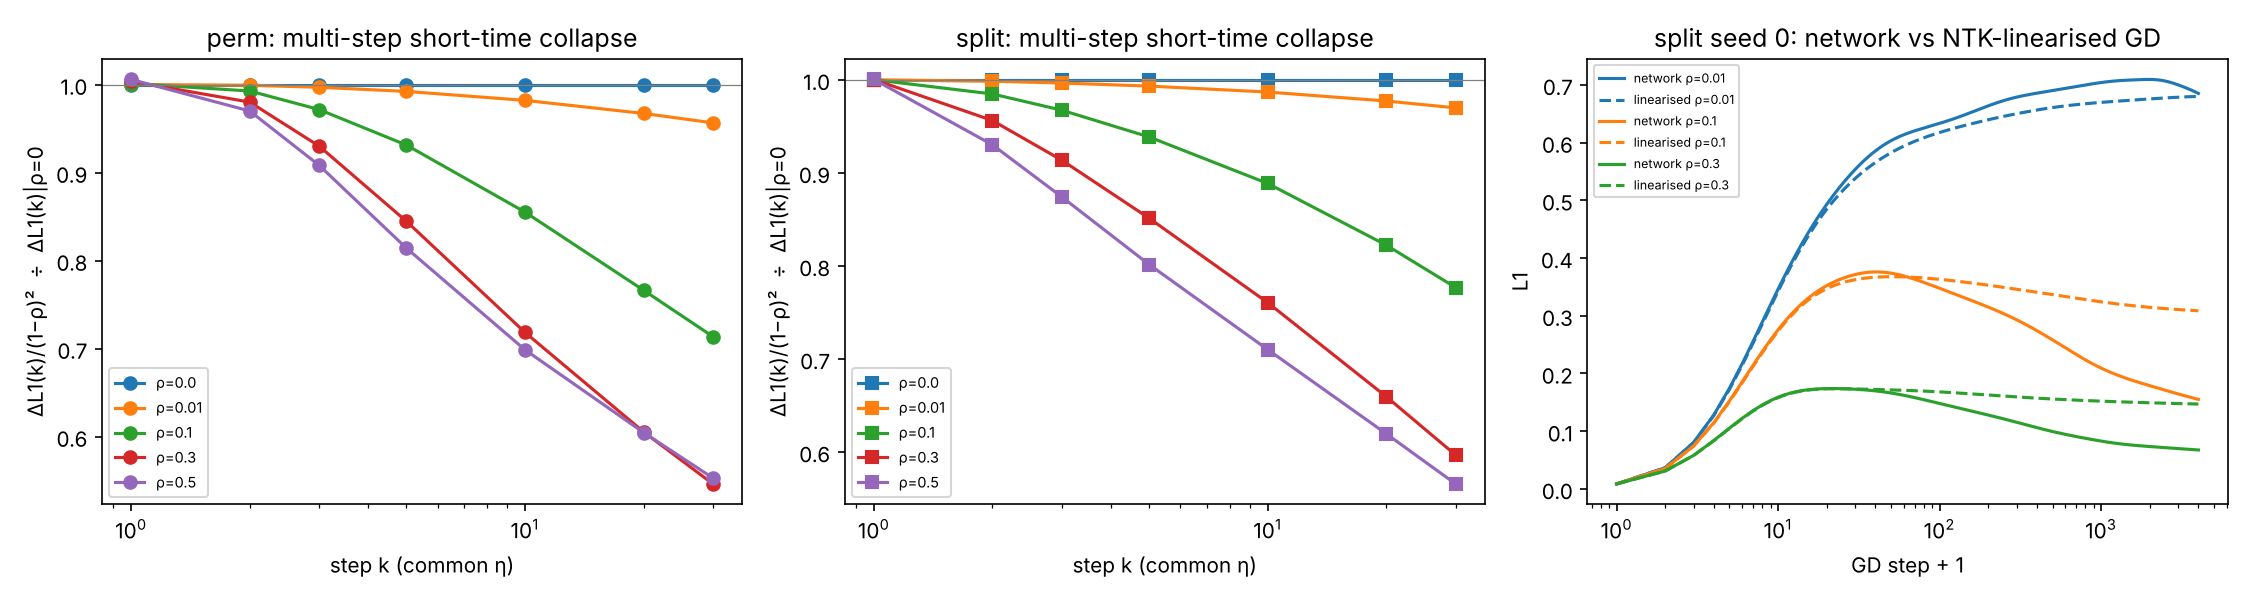 perm: multi-step short-time collapse
ΔL1(k)/(1−ρ)² ÷ ΔL1(k)|ρ=0
1.0
0.9
0.8
0.7
0.6
ρ=0.0
ρ=0.01
ρ=0.1
ρ=0.3
ρ=0.5
10⁰
10¹
step k (common η)
split: multi-step short-time collapse
ΔL1(k)/(1−ρ)² ÷ ΔL1(k)|ρ=0
1.0
0.9
0.8
0.7
0.6
ρ=0.0
ρ=0.01
ρ=0.1
ρ=0.3
ρ=0.5
10⁰
10¹
step k (common η)
split seed 0: network vs NTK-linearised GD
L1
0.7
0.6
0.5
0.4
0.3
0.2
0.1
0.0
network ρ=0.01
linearised ρ=0.01
network ρ=0.1
linearised ρ=0.1
network ρ=0.3
linearised ρ=0.3
10⁰
10¹
10²
10³
GD step + 1